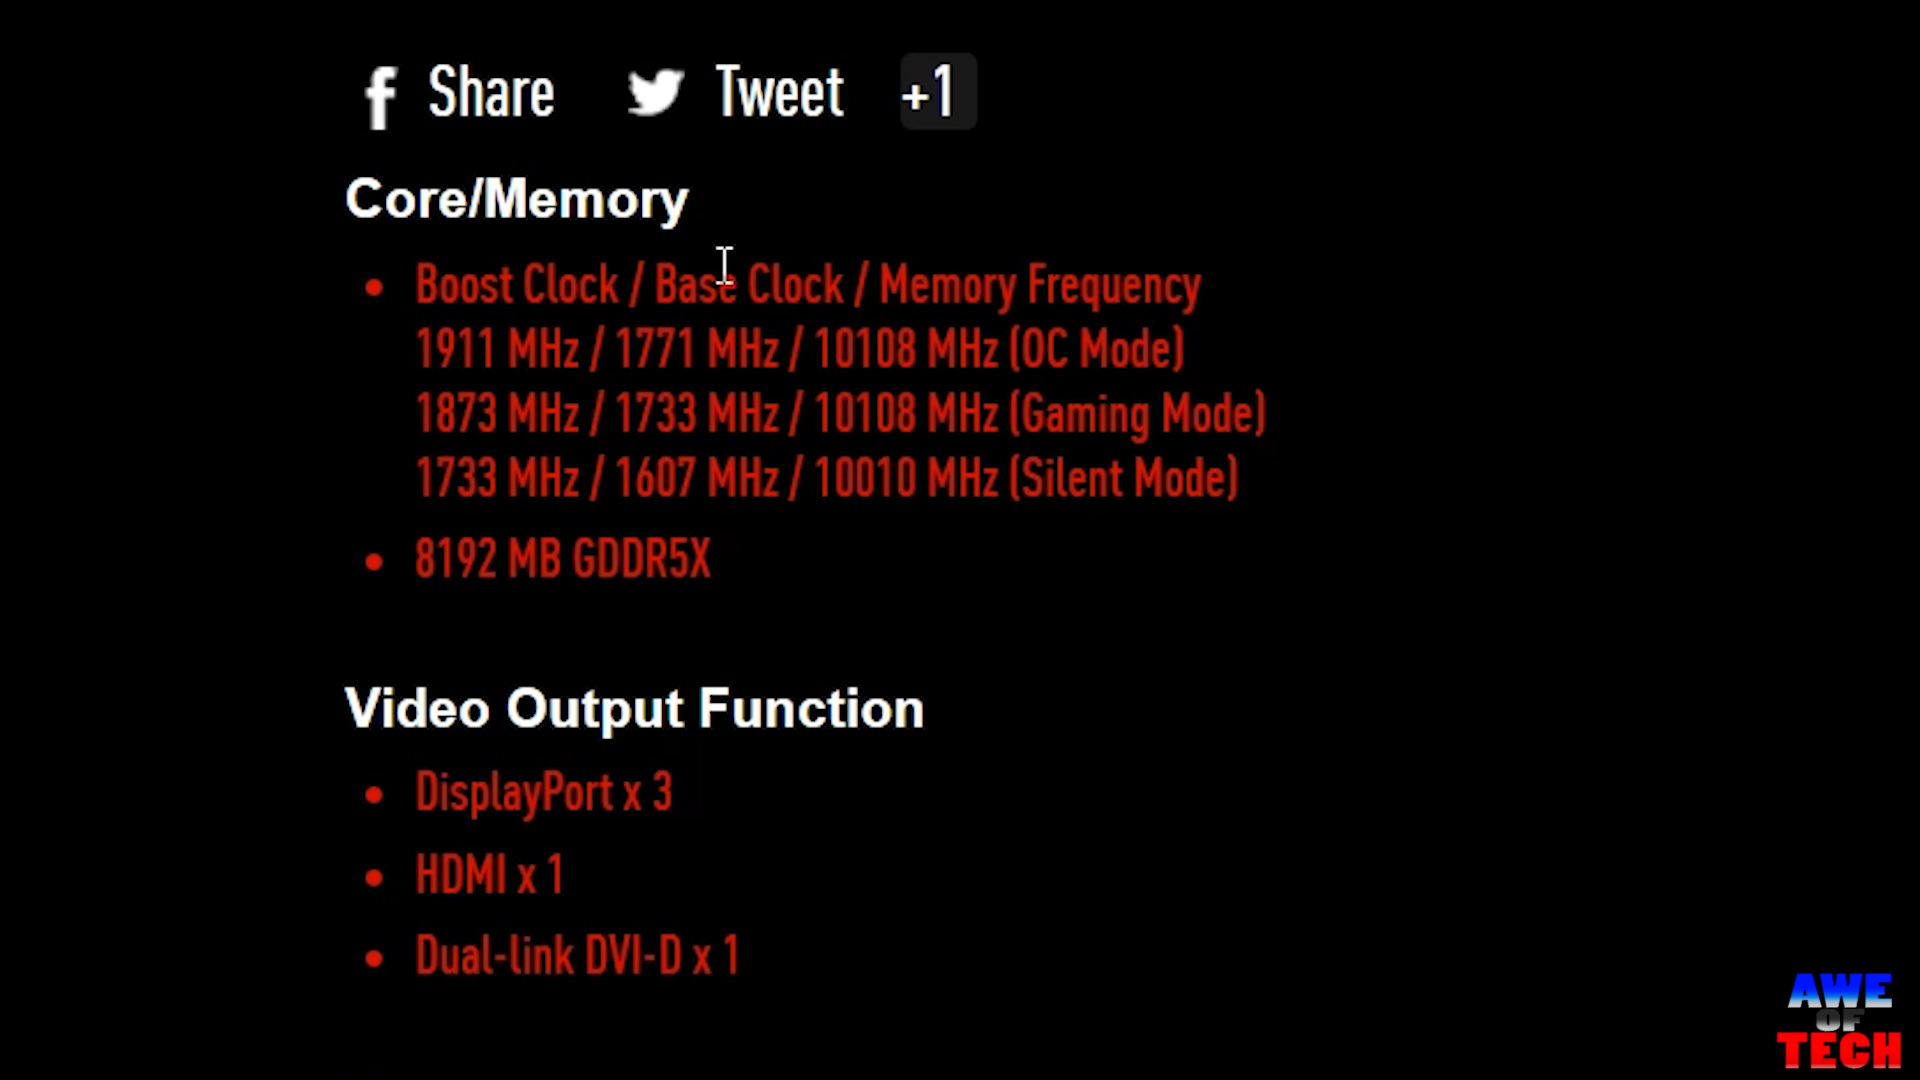 Share Tweet +1
Core/Memory
Boost Clock / Base Clock / Memory Frequency
1911 MHz / 1771 MHz / 10108 MHz (OC Mode)
1873 MHz / 1733 MHz / 10108 MHz (Gaming Mode)
1733 MHz / 1607 MHz / 10010 MHz (Silent Mode)
8192 MB GDDR5X
Video Output Function
DisplayPort x 3
HDMI x 1
Dual-link DVI-D x 1
AWE
OF
TECH